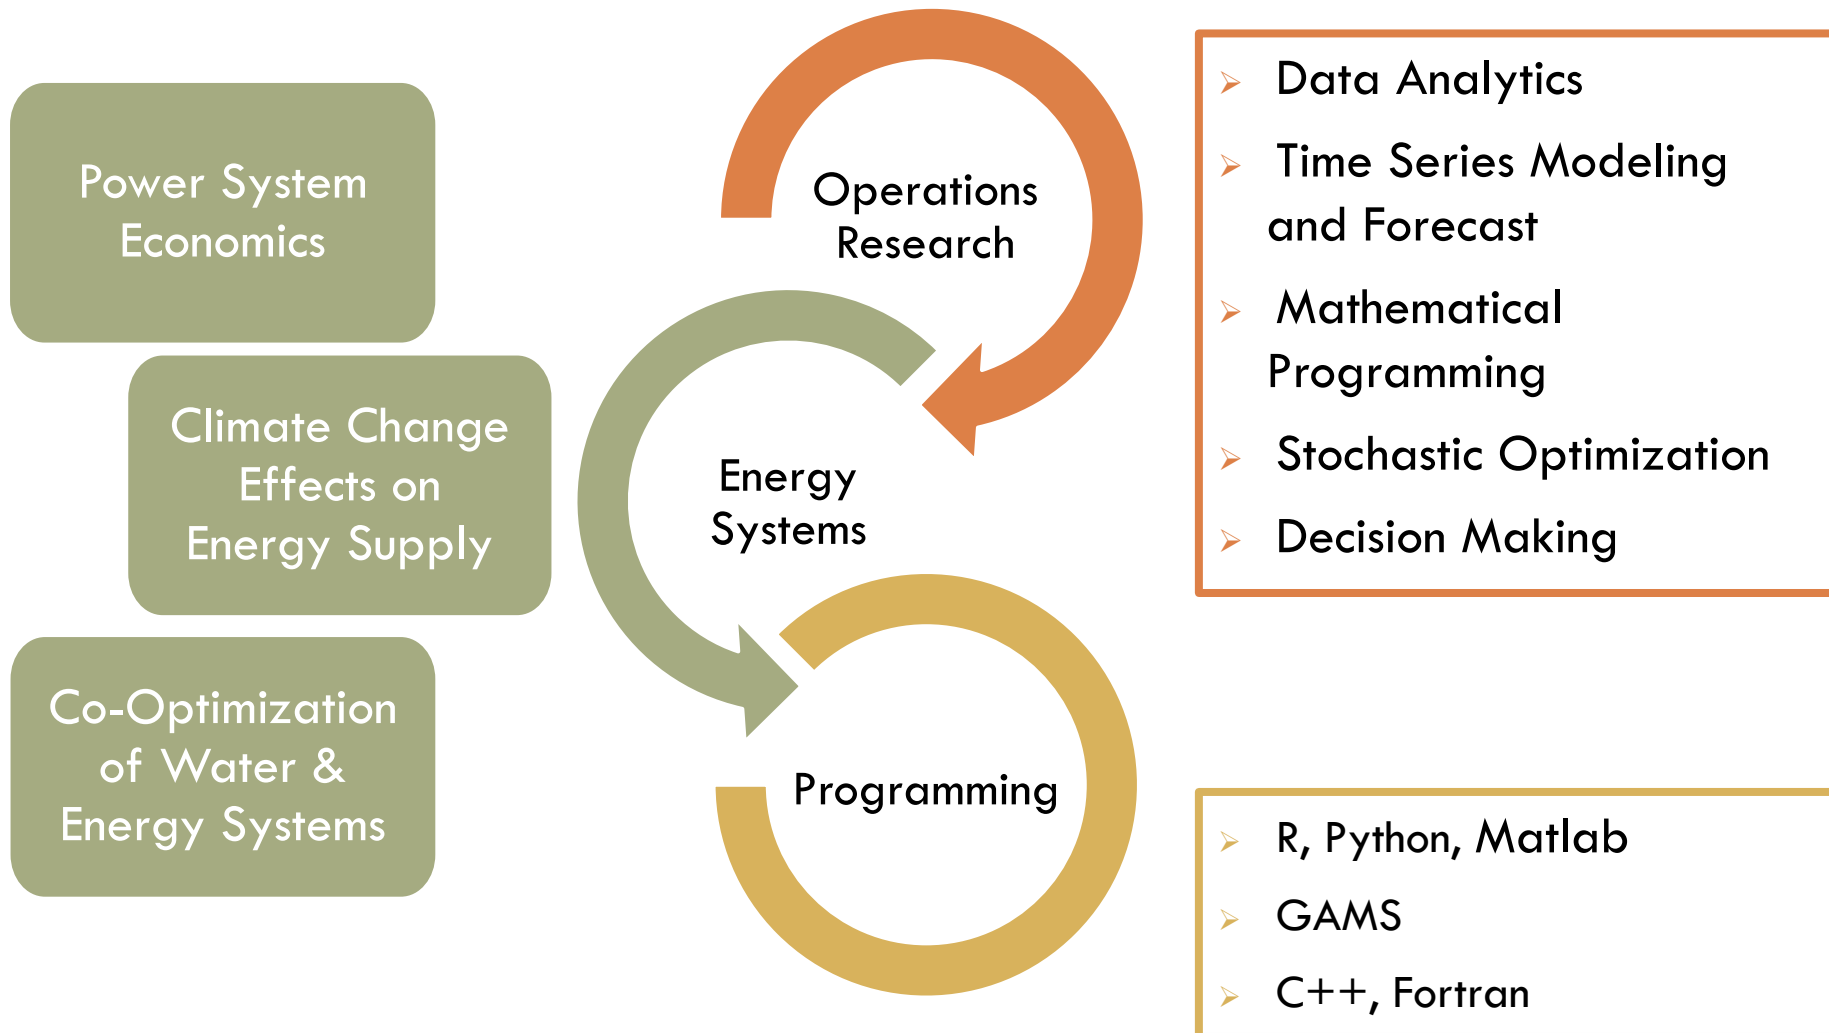 Power System
Economics
Climate Change
Effects on
Energy Supply
Co-Optimization
of Water &
Energy Systems
Operations
Research
Energy
Systems
Programming
➢ Data Analytics
➢ Time Series Modeling
and Forecast
➢ Mathematical
Programming
➢ Stochastic Optimization
➢ Decision Making
➢ R, Python, Matlab
➢ GAMS
➢ C++, Fortran